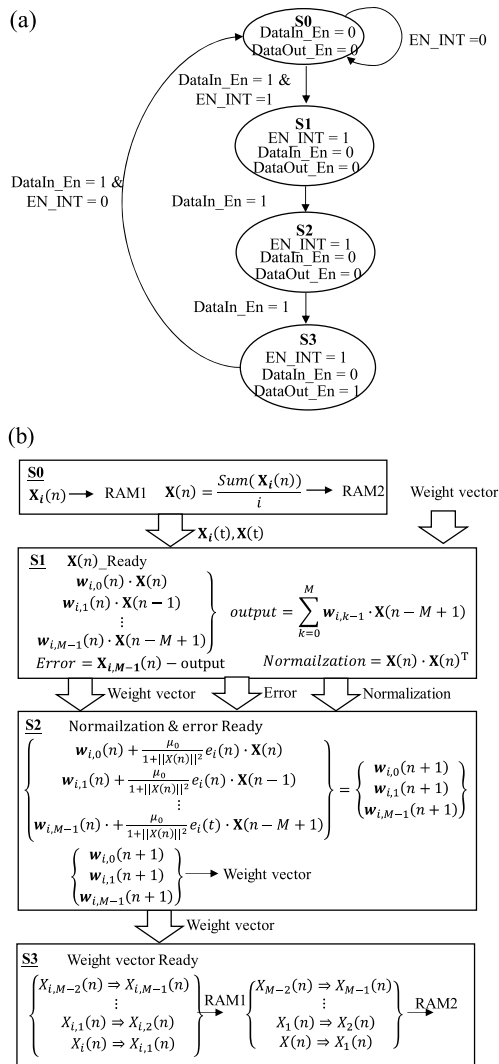 (a)
S0
DataIn_En = 0
DataOut_En = 0
EN_INT =0
DataIn_En = 1 &
EN_INT =1
S1
EN_INT = 1
DataIn_En = 0
DataOut_En = 0
DataIn_En = 1 &
EN_INT = 0
DataIn_En = 1
S2
EN_INT = 1
DataIn_En = 0
DataOut_En = 0
DataIn_En = 1
S3
EN_INT = 1
DataIn_En = 0
DataOut_En = 1
(b)
S0
X_i(n) → RAM1 X(n) = Sum(X_i(n)) / i → RAM2
Weight vector
X_i(t), X(t)
S1 X(n)_Ready
w_{i,0}(n) · X(n)
w_{i,1}(n) · X(n − 1)
⋮
w_{i,M−1}(n) · X(n − M + 1)
output = ∑_{k=0}^{M} w_{i,k−1} · X(n − M + 1)
Error = X_{i,M−1}(n) − output Normailzation = X(n) · X(n)^T
Weight vector Error Normalization
S2 Normailzation & error Ready
w_{i,0}(n) + μ_0 / (1+||X(n)||^2) e_i(n) · X(n)
w_{i,1}(n) + μ_0 / (1+||X(n)||^2) e_i(n) · X(n − 1)
⋮
w_{i,M−1}(n) · + μ_0 / (1+||X(n)||^2) e_i(t) · X(n − M + 1)
=
w_{i,0}(n + 1)
w_{i,1}(n + 1)
w_{i,M−1}(n + 1)
w_{i,0}(n + 1)
w_{i,1}(n + 1)
w_{i,M−1}(n + 1)
→ Weight vector
Weight vector
S3 Weight vector Ready
X_{i,M−2}(n) ⇒ X_{i,M−1}(n)
⋮
X_{i,1}(n) ⇒ X_{i,2}(n)
X_i(n) ⇒ X_{i,1}(n)
RAM1
X_{M−2}(n) ⇒ X_{M−1}(n)
⋮
X_1(n) ⇒ X_2(n)
X(n) ⇒ X_1(n)
RAM2